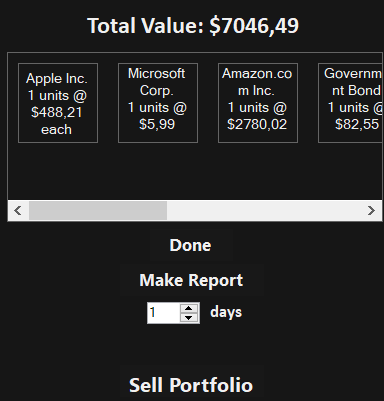 Total Value: $7046,49
Apple Inc.
1 units @
$488,21
each
Microsoft
Corp.
1 units @
$5,99
Amazon.co
m Inc.
1 units @
$2780,02
Governm
nt Bond
1 units @
$82,55
Done
Make Report
1 days
Sell Portfolio